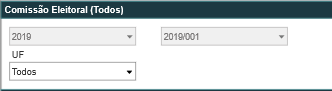 Comissão Eleitoral (Todos)
2019 2019/001
UF
Todos